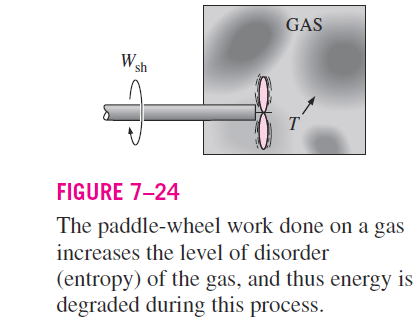 GAS
Wsh
T
FIGURE 7–24
The paddle-wheel work done on a gas
increases the level of disorder
(entropy) of the gas, and thus energy is
degraded during this process.